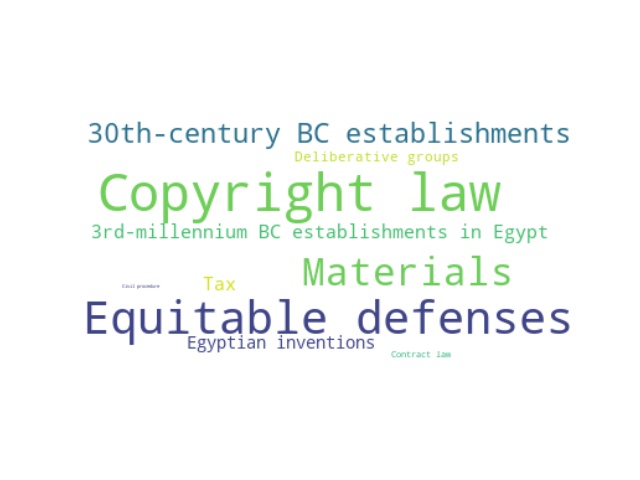 30th-century BC establishments
Deliberative groups
Copyright law
3rd-millennium BC establishments in Egypt
Materials
Civil procedure
Tax
Equitable defenses
Egyptian inventions
Contract law